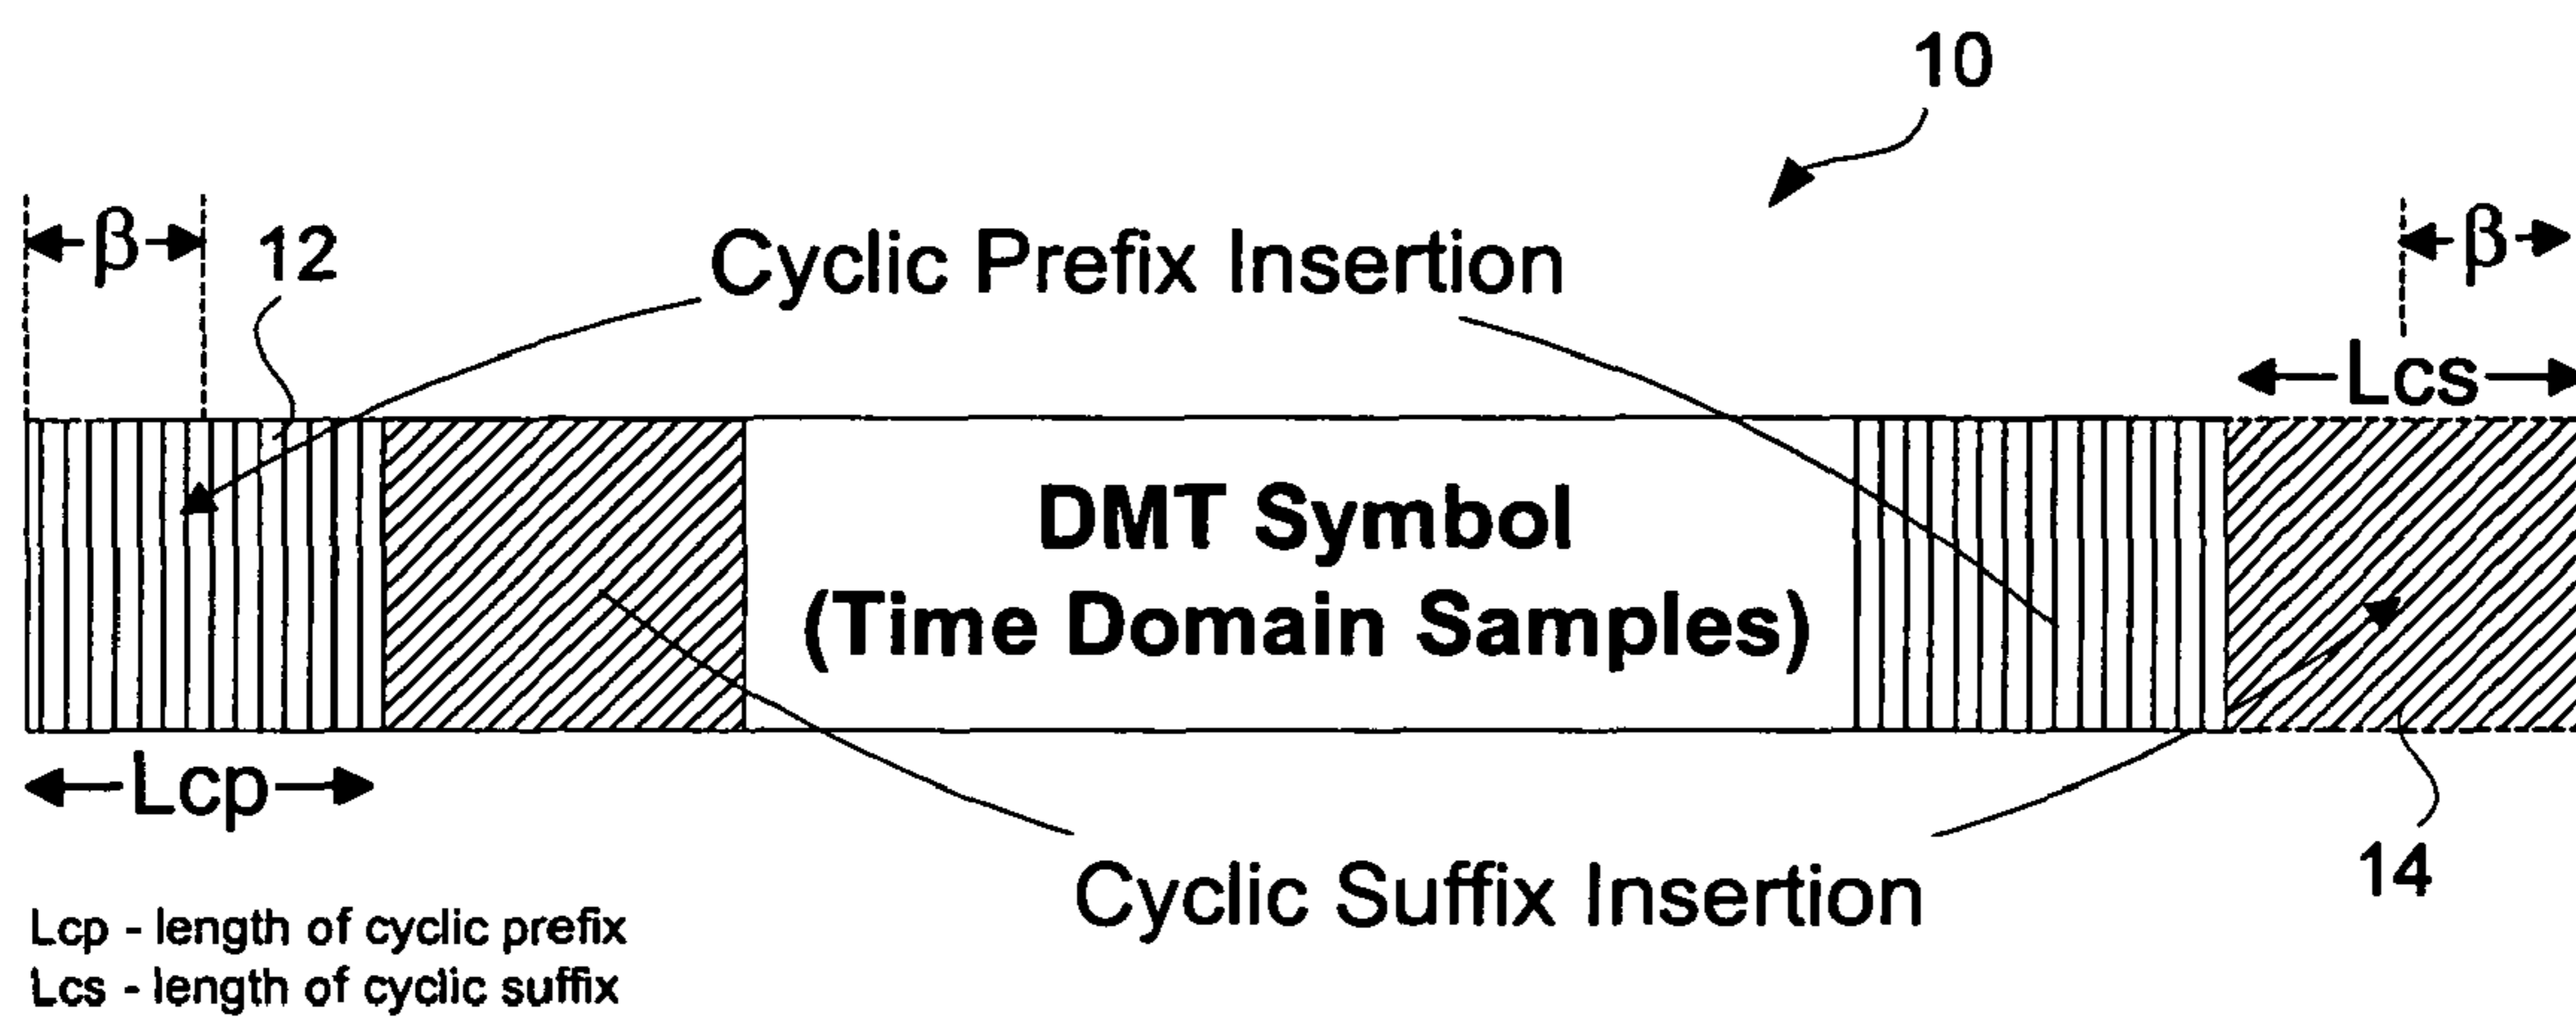 10
β
12
Cyclic Prefix Insertion
β
Lcs
DMT Symbol
(Time Domain Samples)
Lcp
Cyclic Suffix Insertion
14
Lcp - length of cyclic prefix
Lcs - length of cyclic suffix